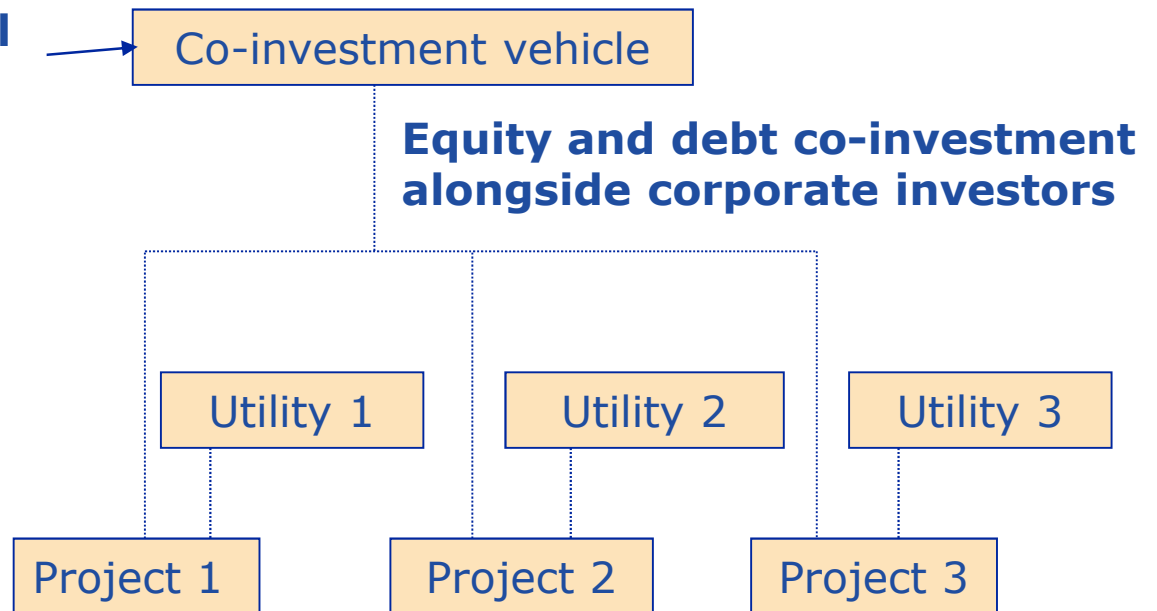 Co-investment vehicle
Equity and debt co-investment
alongside corporate investors
Utility 1
Utility 2
Utility 3
Project 1
Project 2
Project 3